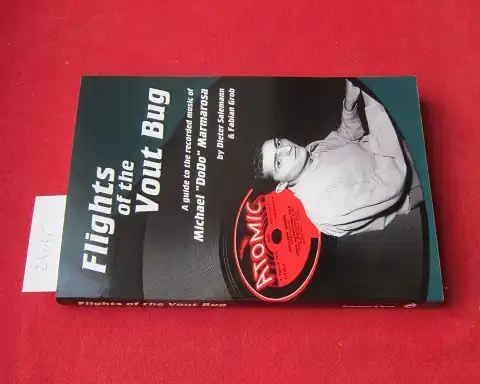 Flights
of the
Vout Bug
A guide to the recorded music of
Michael "DoDo" Marmarosa
by Dieter Salemann
& Fabian Grob
ATOMIC
Flights of the Vout Bug